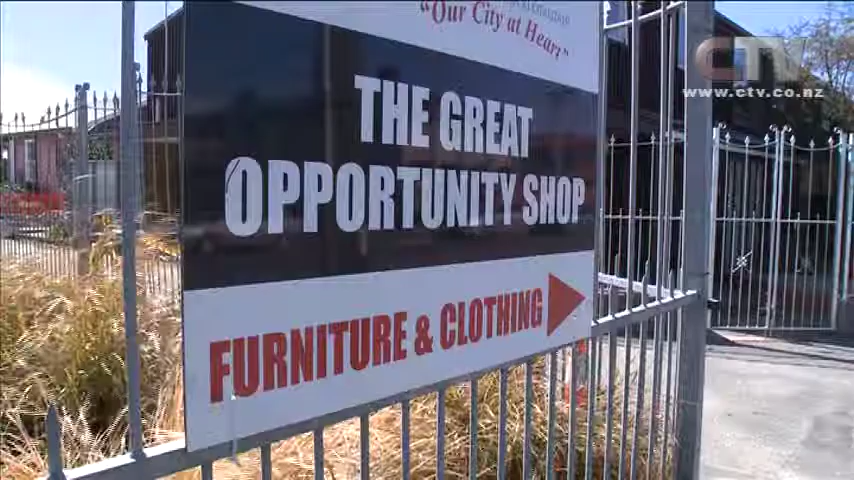 "Our City at Heart"
THE GREAT
OPPORTUNITY SHOP
FURNITURE & CLOTHING
CTV
www.ctv.co.nz